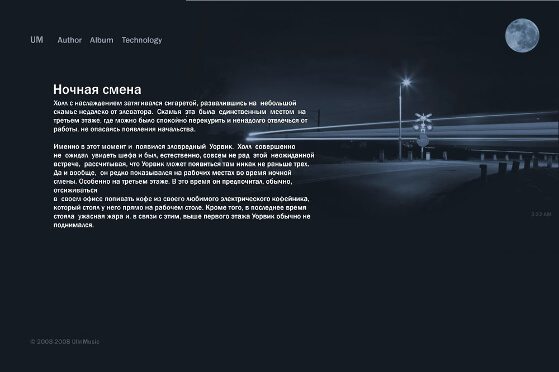 UM Author Album Technology
Ночная смена
Холл с наслаждением затягивался сигаретой, развалившись на небольшой
скамье недалеко от элеватора. Скамья эта была единственным местом на
третьем этаже, где можно было спокойно перекурить и ненадолго отвлечься от
работы, не опасаясь появления начальства.
Именно в этот момент и появился зловредный Уорвик. Холл совершенно
не ожидал увидеть шефа и был, естественно, совсем не рад этой неожиданной
встрече, рассчитывая, что Уорвик может появиться там никак не раньше трех.
Да и вообще, он редко показывался на рабочих местах во время ночной
смены. Особенно на третьем этаже. В это время он предпочитал, обычно,
отсиживаться
в своем офисе попивать кофе из своего любимого электрического кофейника,
который стоял у него прямо на рабочем столе. Кроме того, в последнее время
стояла ужасная жара и, в связи с этим, выше первого этажа Уорвик обычно не
поднимался.
© 2008 2008 UlinMusic